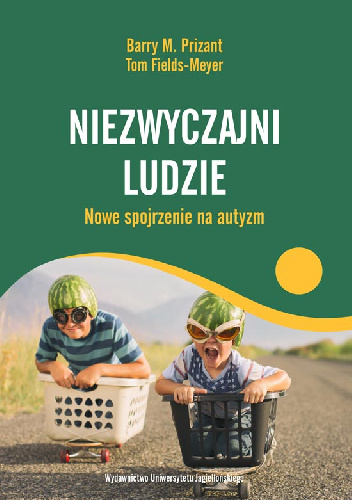 Barry M. Prizant
Tom Fields-Meyer
NIEZWYCZAJNI
LUDZIE
Nowe spojrzenie na autyzm
Wydawnictwo Uniwersytetu Jagiellońskiego